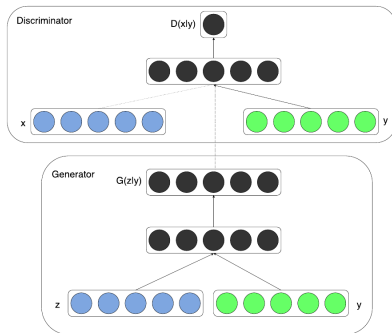 Discriminator
D(x|y)
x
y
Generator
G(z|y)
z
y